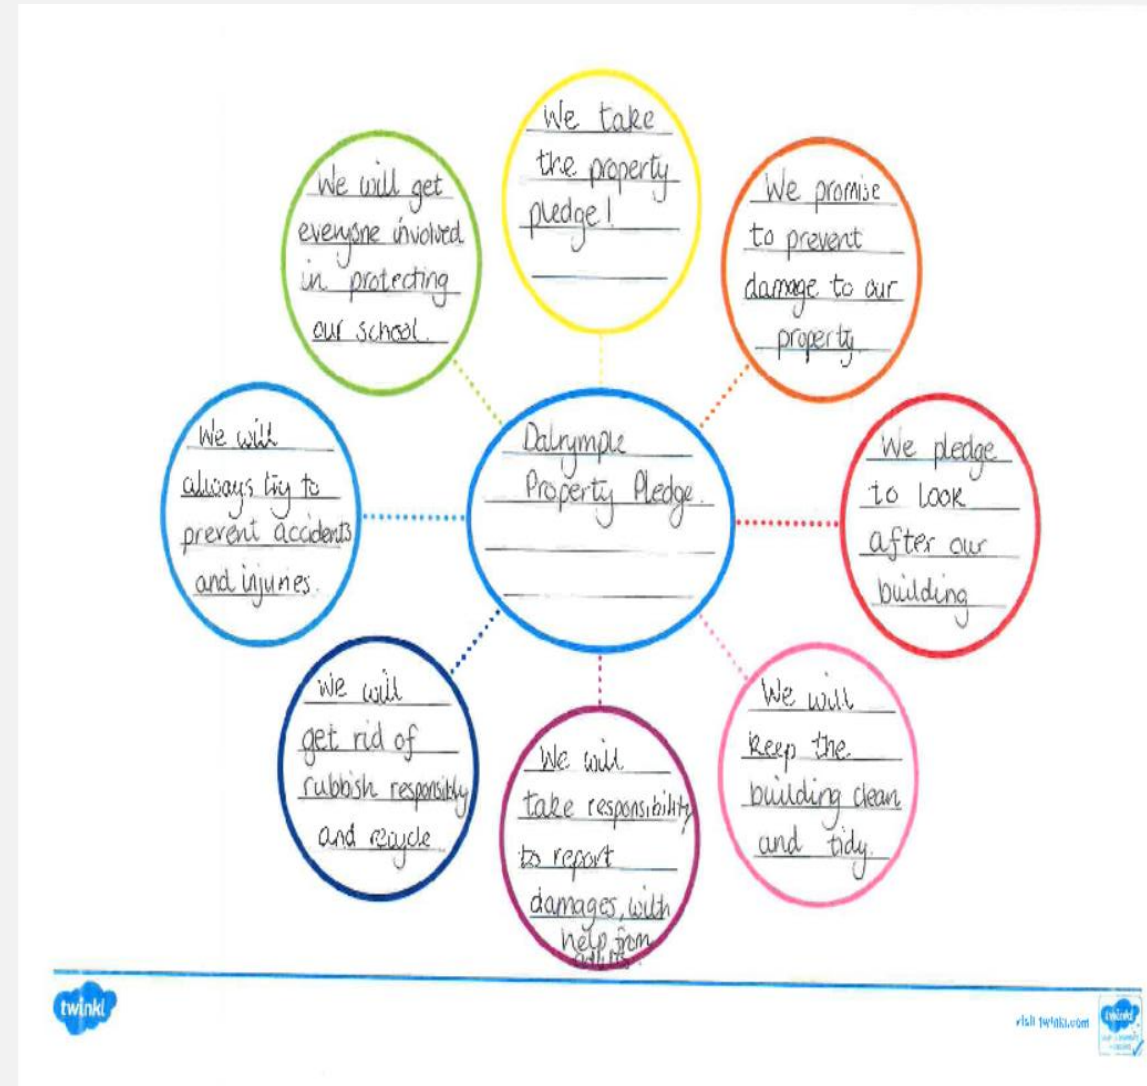 We take
the property
pledge!
We promise
to prevent
damage to our
property.
We pledge
to look
after our
building
We will
keep the
building clean
and tidy.
We will
take responsibility
to report
damages, with
help from
adults.
We will
get rid of
rubbish responsibly
and recycle
We will
always try to
prevent accidents
and injuries.
We will get
everyone involved
in protecting
our school.
Dalrymple
Property Pledge.
twinkl
visit twinkl.com
twinkl